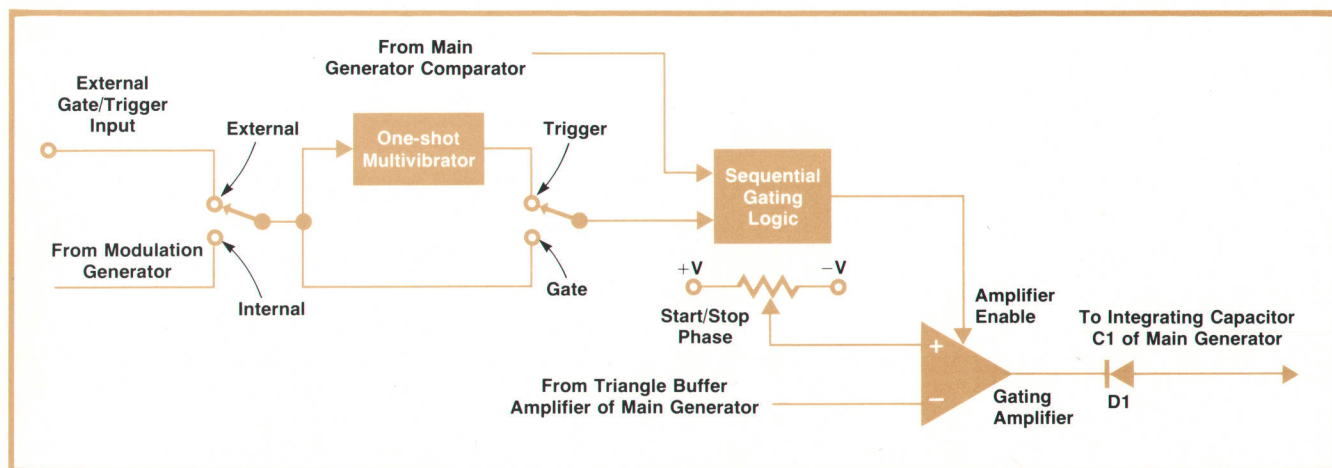 From Main
Generator Comparator
External
Gate/Trigger
Input
External
One-shot
Multivibrator
Trigger
Sequential
Gating
Logic
From Modulation
Generator
Internal
Gate
+V
−V
Start/Stop
Phase
Amplifier
Enable
To Integrating Capacitor
C1 of Main Generator
+
−
From Triangle Buffer
Amplifier of Main Generator
Gating
Amplifier
D1